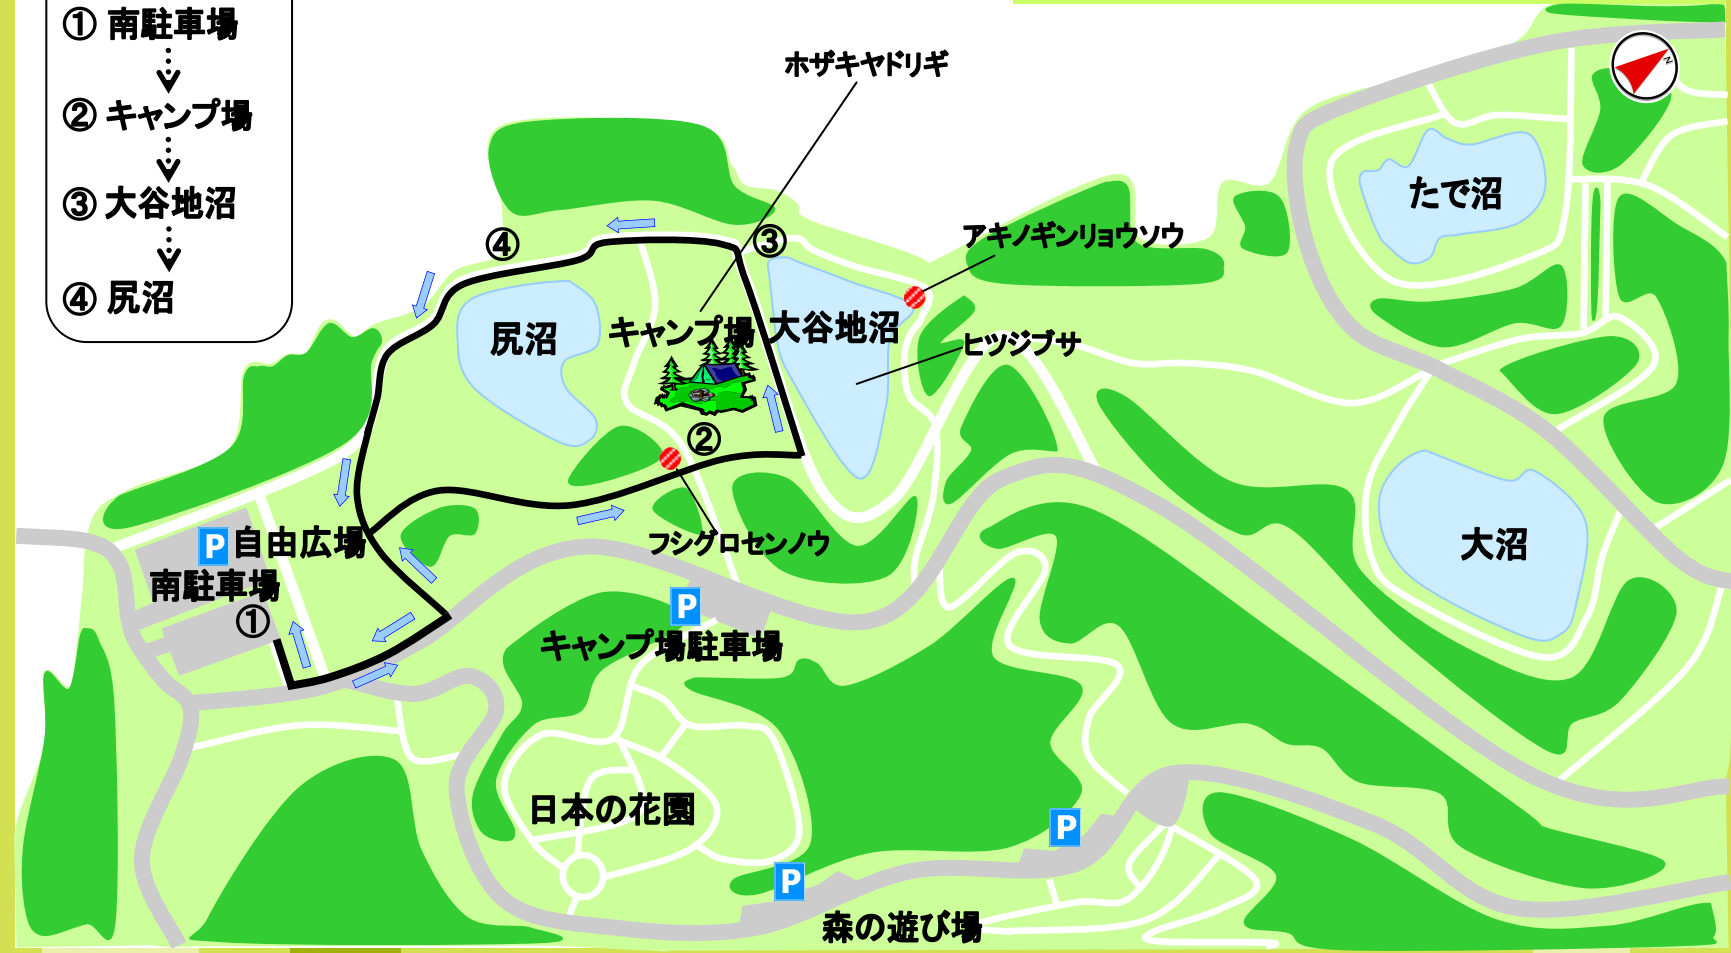 ① 南駐車場
② キャンプ場
③ 大谷地沼
④ 尻沼
ホザキヤドリギ
N
たで沼
アキノギンリョウソウ
④
③
尻沼
キャンプ場
大谷地沼
ヒツジグサ
②
フシグロセンノウ
大沼
P 自由広場
南駐車場
①
P
キャンプ場駐車場
日本の花園
P
P
森の遊び場